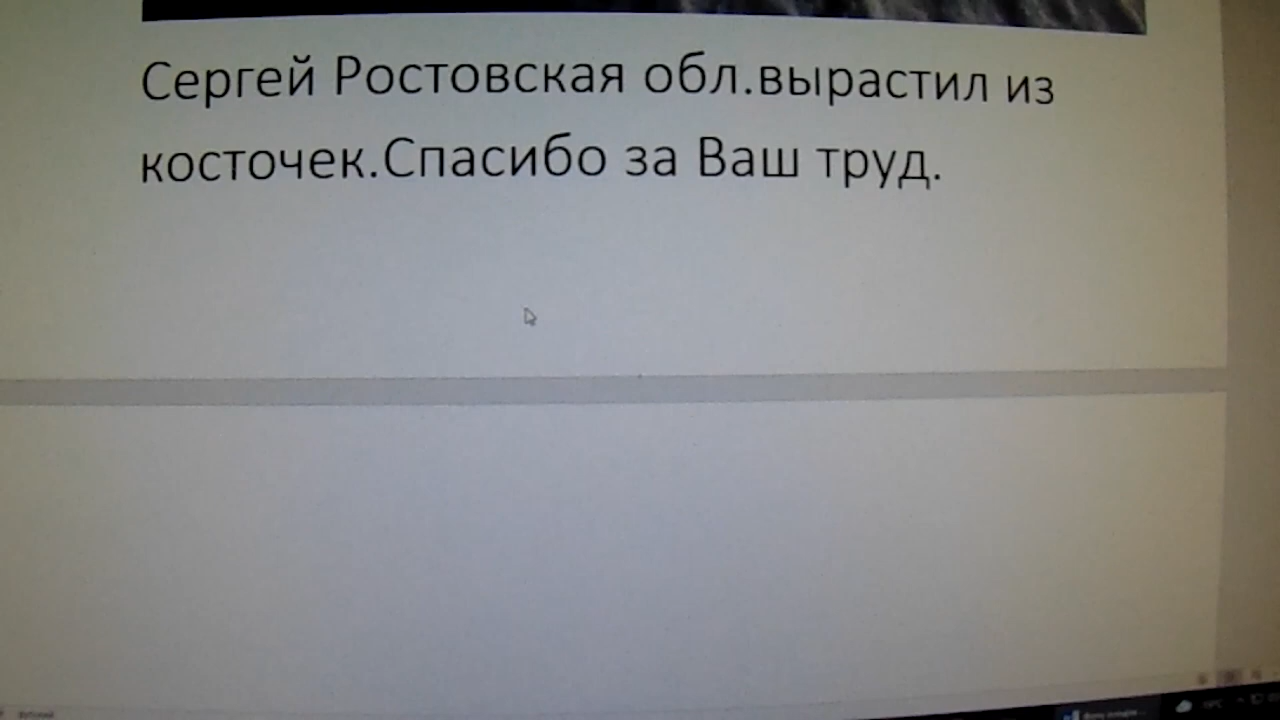 Сергей Ростовская обл.вырастил из
косточек.Спасибо за Ваш труд.